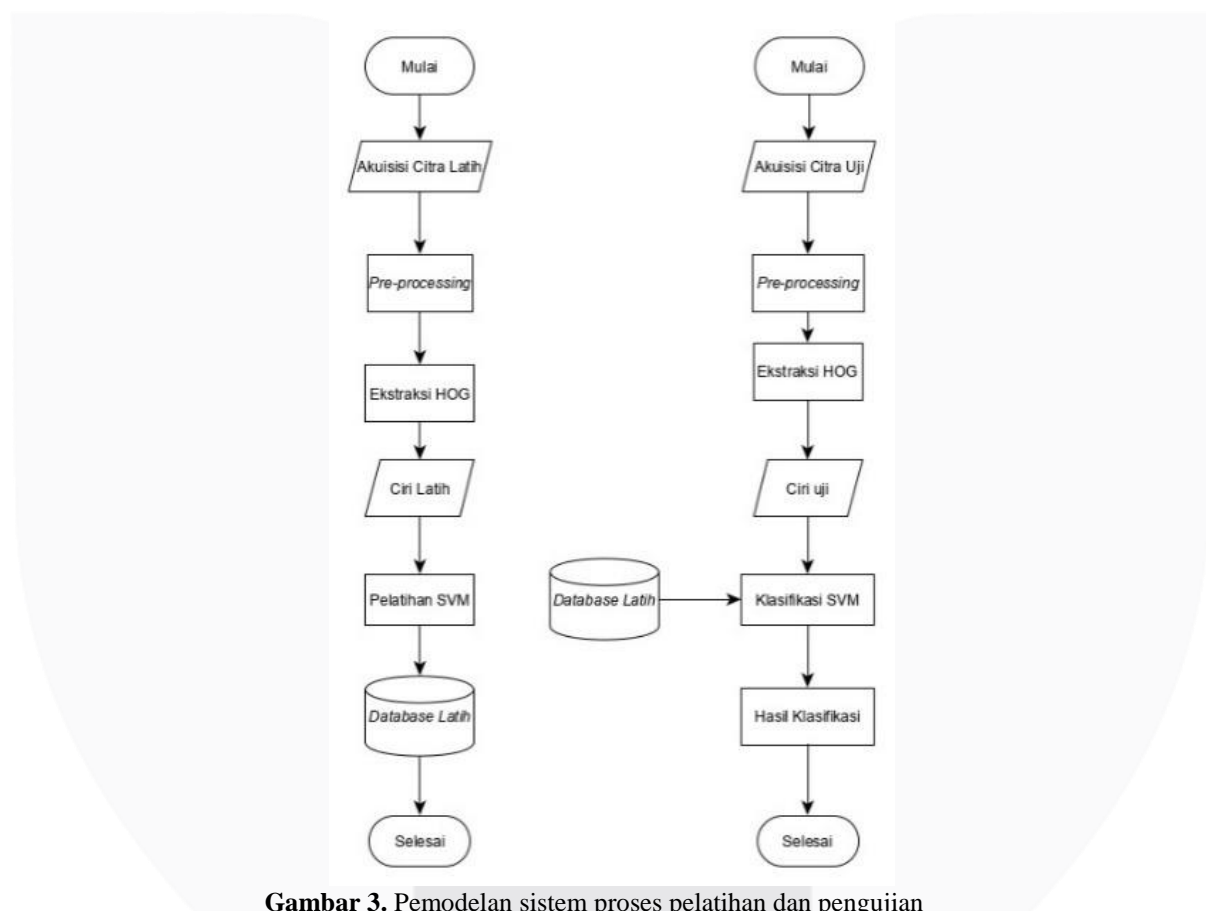 Mulai
Akuisisi Citra Latih
Pre-processing
Ekstraksi HOG
Ciri Latih
Pelatihan SVM
Database Latih
Selesai
Mulai
Akuisisi Citra Uji
Pre-processing
Ekstraksi HOG
Ciri uji
Database Latih
Klasifikasi SVM
Hasil Klasifikasi
Selesai
Gambar 3. Pemodelan sistem proses pelatihan dan pengujian